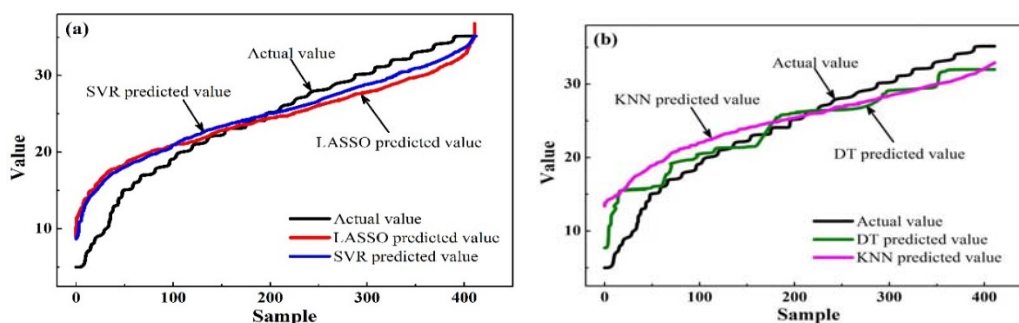 (a)
Actual value
SVR predicted value
LASSO predicted value
Actual value
LASSO predicted value
SVR predicted value
Value
30
20
10
0
100
200
300
400
Sample
(b)
Actual value
KNN predicted value
DT predicted value
Actual value
DT predicted value
KNN predicted value
Value
30
20
10
0
100
200
300
400
Sample